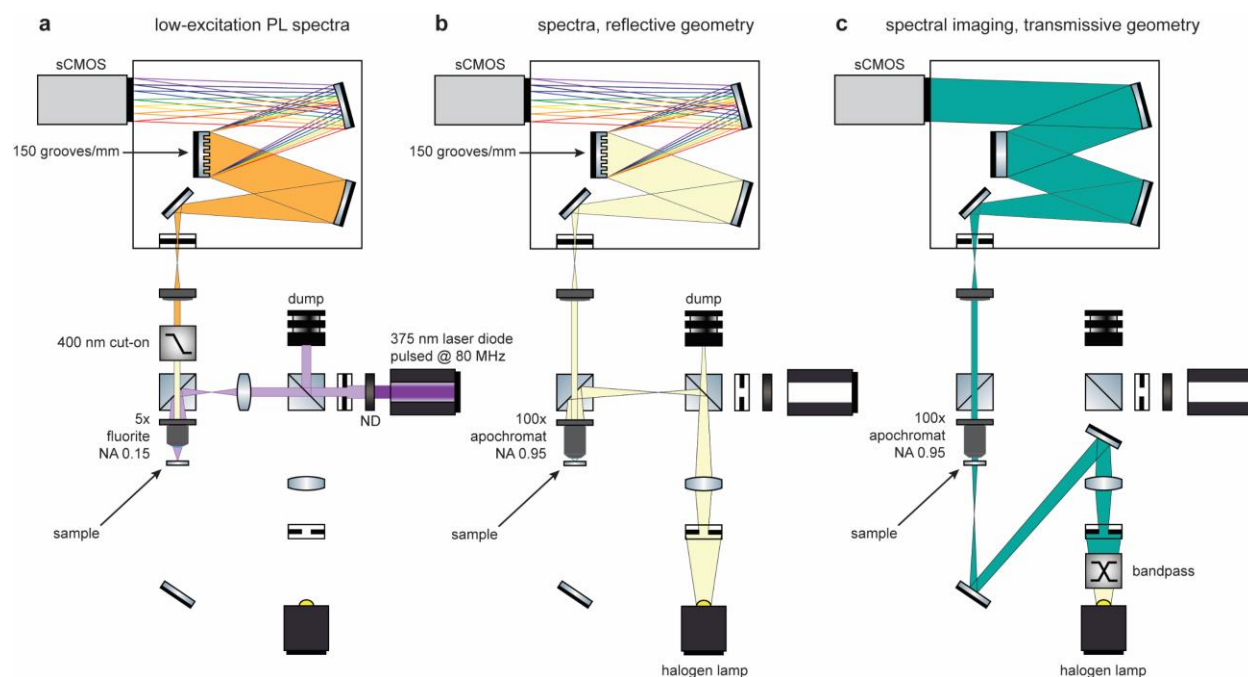 a
low-excitation PL spectra
sCMOS
150 grooves/mm
400 nm cut-on
dump
375 nm laser diode
pulsed @ 80 MHz
ND
5x
fluorite
NA 0.15
sample
b
spectra, reflective geometry
sCMOS
150 grooves/mm
dump
100x
apochromat
NA 0.95
sample
halogen lamp
c
spectral imaging, transmissive geometry
sCMOS
100x
apochromat
NA 0.95
sample
bandpass
halogen lamp